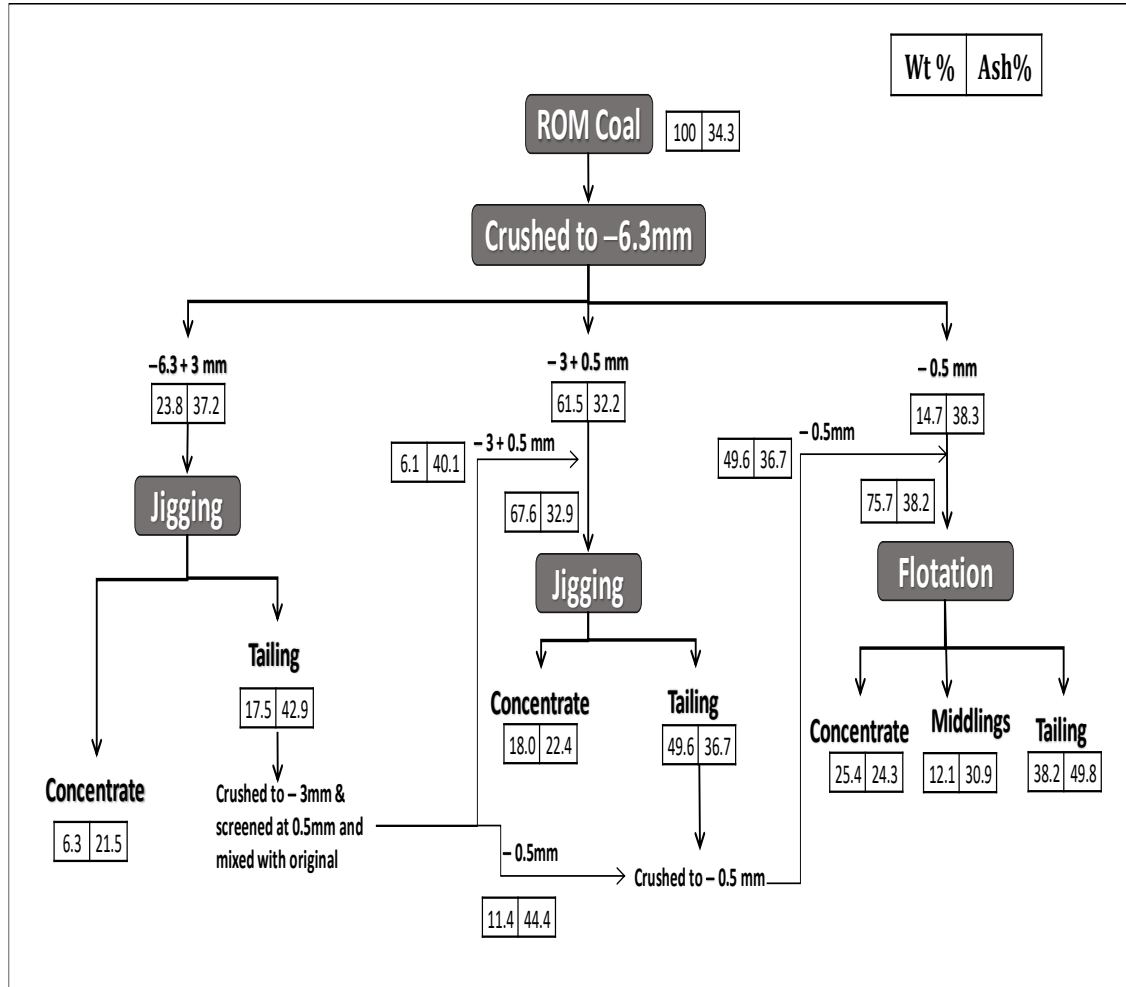 Wt % Ash%
ROM Coal
100 34.3
Crushed to –6.3mm
–6.3 + 3 mm
23.8 37.2
– 3 + 0.5 mm
61.5 32.2
– 0.5 mm
14.7 38.3
6.1 40.1
– 3 + 0.5 mm
49.6 36.7
– 0.5mm
Jigging
67.6 32.9
75.7 38.2
Jigging
Flotation
Tailing
17.5 42.9
Concentrate
18.0 22.4
Tailing
49.6 36.7
Concentrate
25.4 24.3
Middlings
12.1 30.9
Tailing
38.2 49.8
Concentrate
6.3 21.5
Crushed to – 3mm &
screened at 0.5mm and
mixed with original
– 0.5mm
11.4 44.4
Crushed to – 0.5 mm